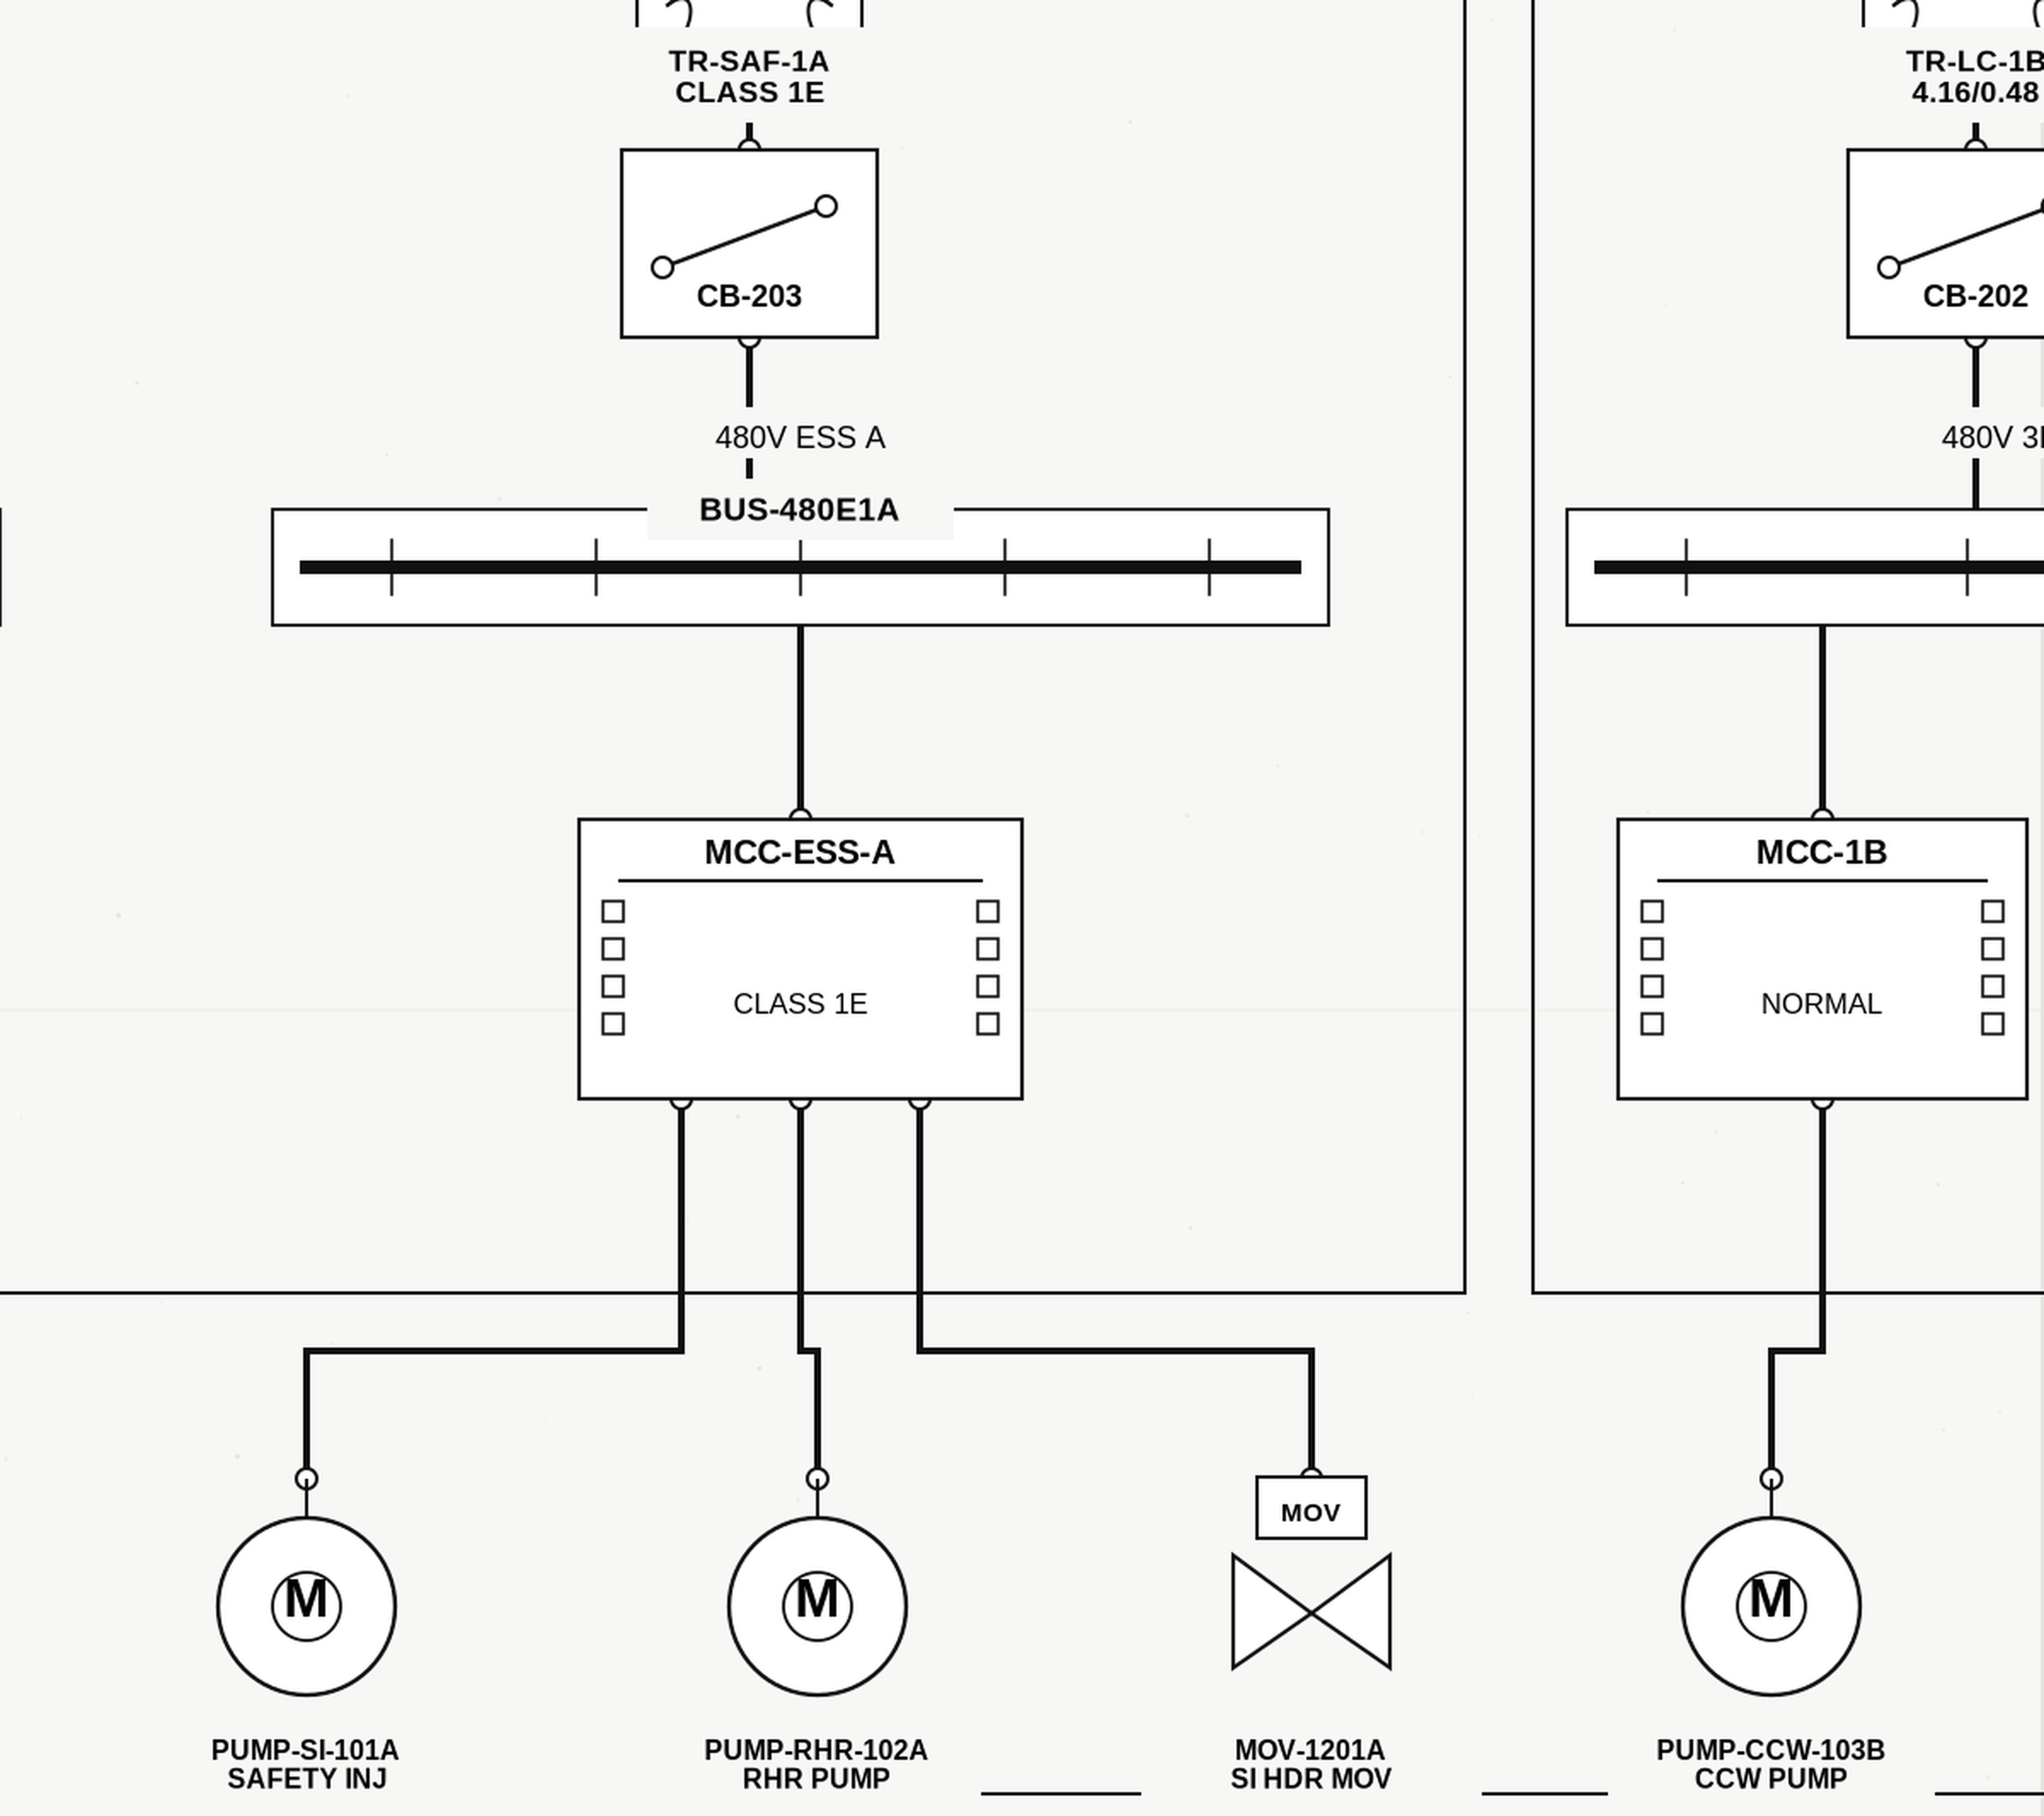 TR-SAF-1A
CLASS 1E
TR-LC-1B
4.16/0.48
CB-203
CB-202
480V ESS A
480V
BUS-480E1A
MCC-ESS-A
CLASS 1E
MCC-1B
NORMAL
MOV
M
M
M
PUMP-SI-101A
SAFETY INJ
PUMP-RHR-102A
RHR PUMP
MOV-1201A
SI HDR MOV
PUMP-CCW-103B
CCW PUMP